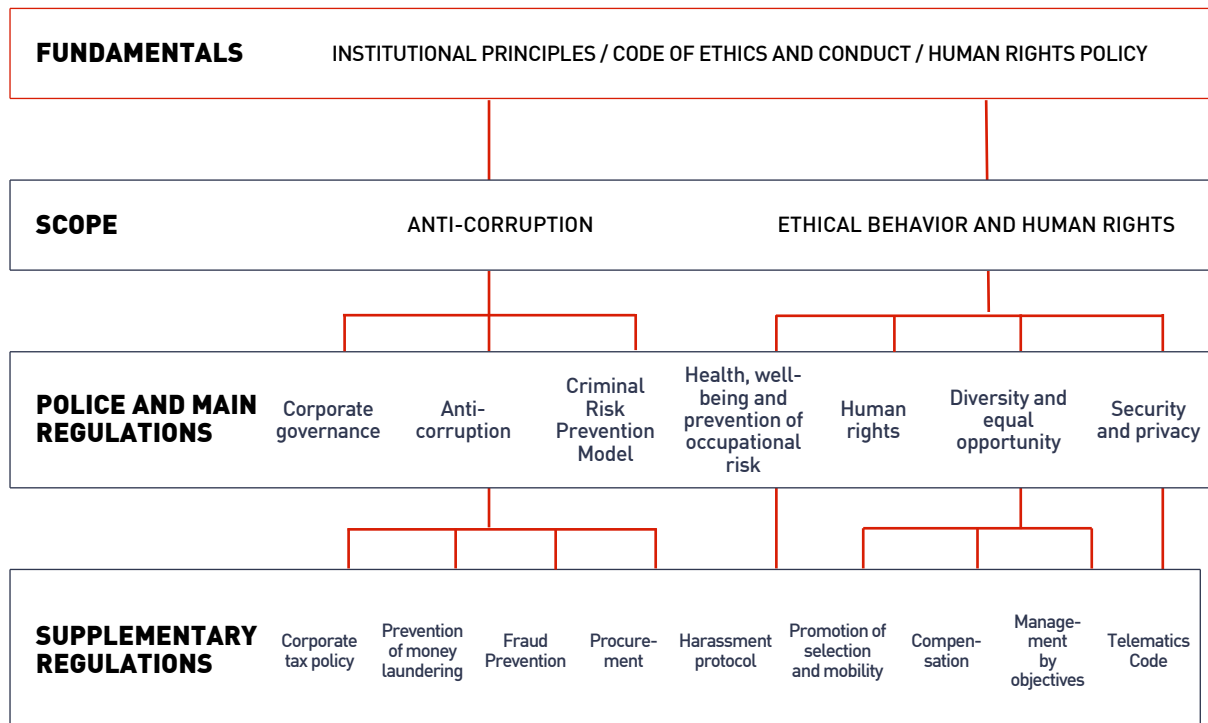 FUNDAMENTALS
INSTITUTIONAL PRINCIPLES / CODE OF ETHICS AND CONDUCT / HUMAN RIGHTS POLICY
SCOPE
ANTI-CORRUPTION
ETHICAL BEHAVIOR AND HUMAN RIGHTS
POLICE AND MAIN
REGULATIONS
Corporate
governance
Anti-
corruption
Criminal
Risk
Prevention
Model
Health, well-
being and
prevention of
occupational
risk
Human
rights
Diversity and
equal
opportunity
Security
and privacy
SUPPLEMENTARY
REGULATIONS
Corporate
tax policy
Prevention
of money
laundering
Fraud
Prevention
Procure-
ment
Harassment
protocol
Promotion of
selection
and mobility
Compen-
sation
Manage-
ment
by
objectives
Telematics
Code